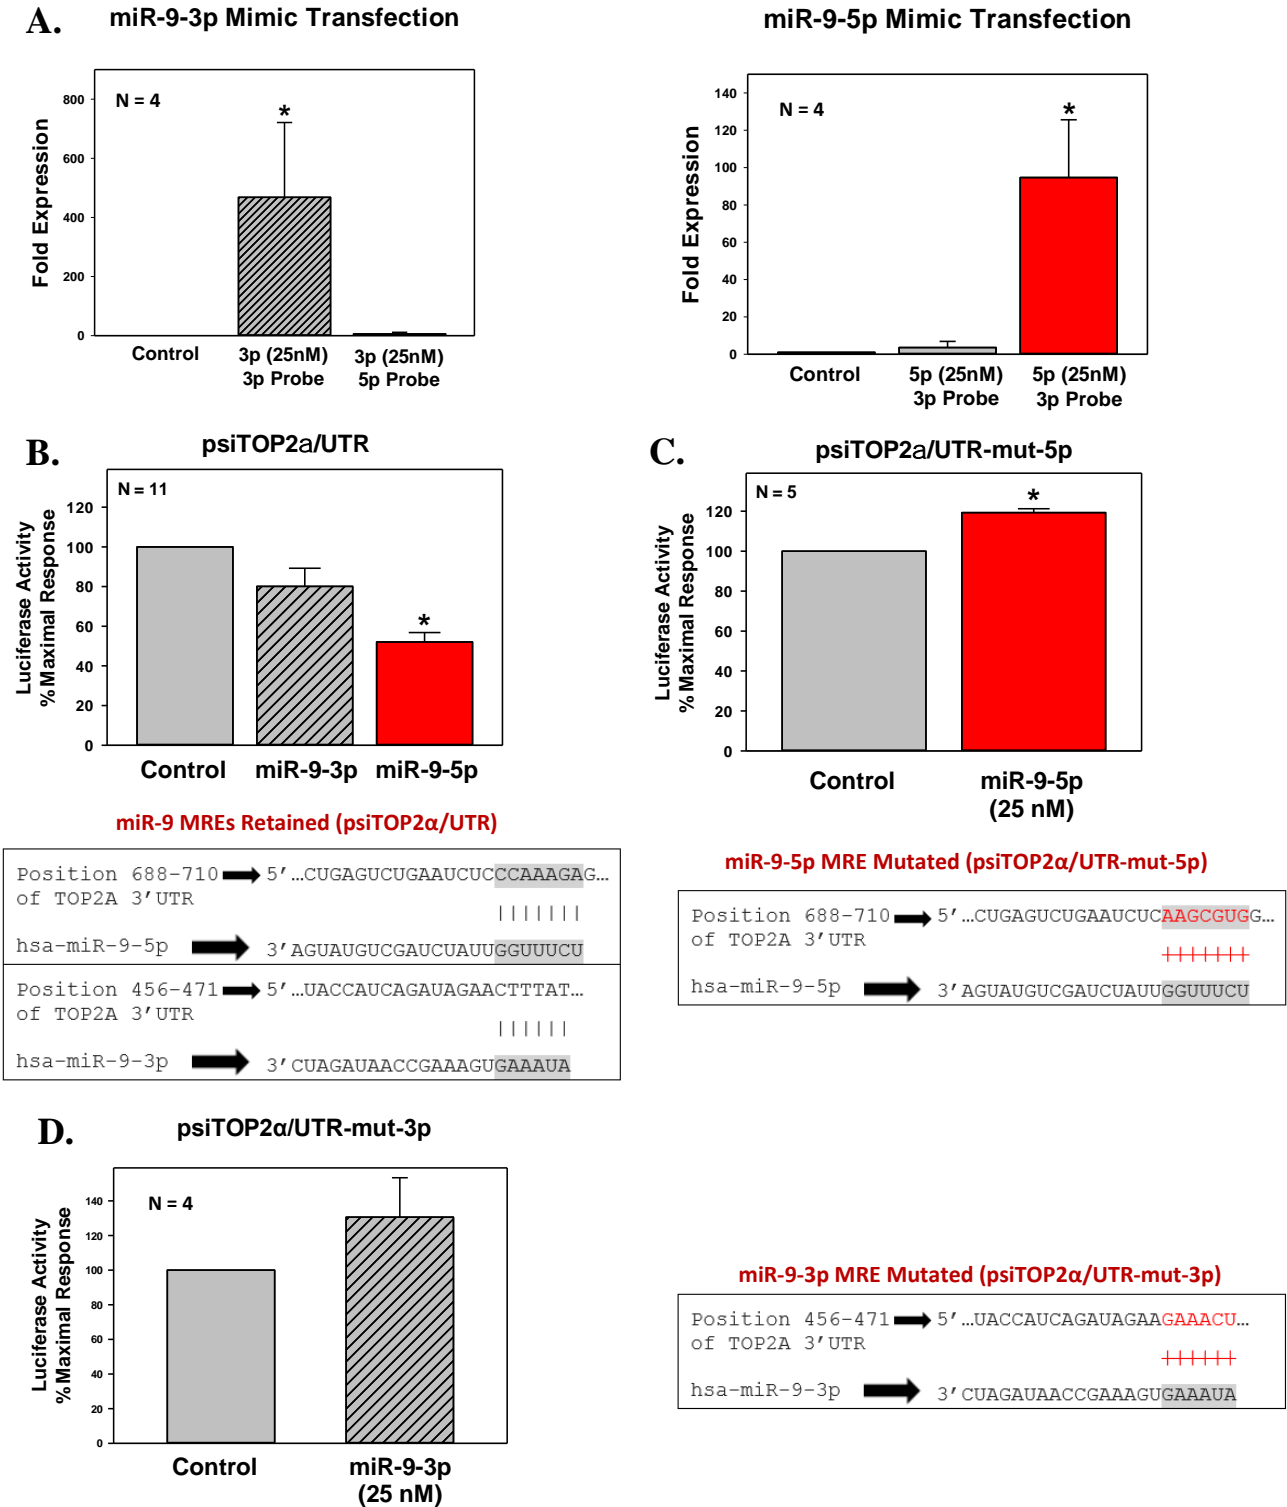 A.
miR-9-3p Mimic Transfection
N = 4
Fold Expression
800
600
400
200
0
*
Control
3p (25nM)
3p Probe
3p (25nM)
5p Probe
miR-9-5p Mimic Transfection
N = 4
Fold Expression
140
120
100
80
60
40
20
0
*
Control
5p (25nM)
3p Probe
5p (25nM)
3p Probe
B.
psiTOP2a/UTR
N = 11
Luciferase Activity
% Maximal Response
120
100
80
60
40
20
0
*
Control
miR-9-3p
miR-9-5p
miR-9 MREs Retained (psiTOP2α/UTR)
Position 688-710 5′…CUGAGUCUGAAUCUCCCAAAGAG…
of TOP2A 3′UTR
| | | | | | |
hsa-miR-9-5p 3′AGUAUGUCGAUCUAUUGGUUUCU
Position 456-471 5′…UACCAUCAGAUAGAACTTTAT…
of TOP2A 3′UTR
| | | | | |
hsa-miR-9-3p 3′CUAGAUAACCGAAAGUGAAAUA
C.
psiTOP2a/UTR-mut-5p
N = 5
Luciferase Activity
% Maximal Response
120
100
80
60
40
20
0
*
Control
miR-9-5p
(25 nM)
miR-9-5p MRE Mutated (psiTOP2α/UTR-mut-5p)
Position 688-710 5′…CUGAGUCUGAAUCUCAAGCGUGG…
of TOP2A 3′UTR
+++++++
hsa-miR-9-5p 3′AGUAUGUCGAUCUAUUGGUUUCU
D.
psiTOP2α/UTR-mut-3p
N = 4
Luciferase Activity
% Maximal Response
140
120
100
80
60
40
20
0
Control
miR-9-3p
(25 nM)
miR-9-3p MRE Mutated (psiTOP2α/UTR-mut-3p)
Position 456-471 5′…UACCAUCAGAUAGAAGAAACU…
of TOP2A 3′UTR
++++++
hsa-miR-9-3p 3′CUAGAUAACCGAAAGUGAAAUA